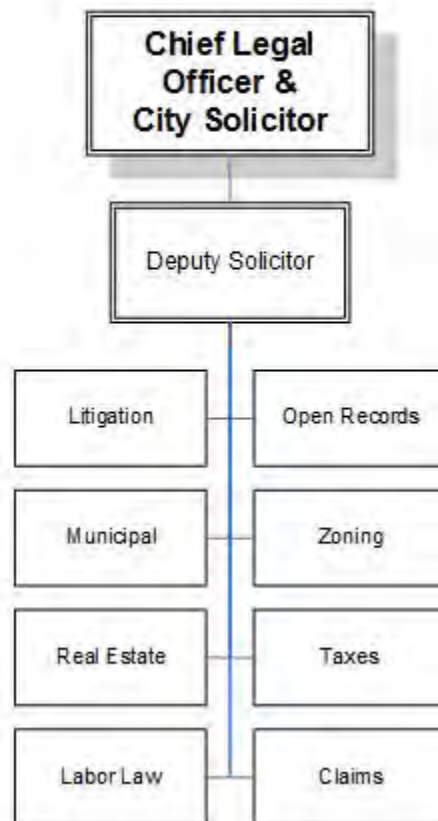 Chief Legal
Officer &
City Solicitor
Deputy Solicitor
Litigation
Open Records
Municipal
Zoning
Real Estate
Taxes
Labor Law
Claims